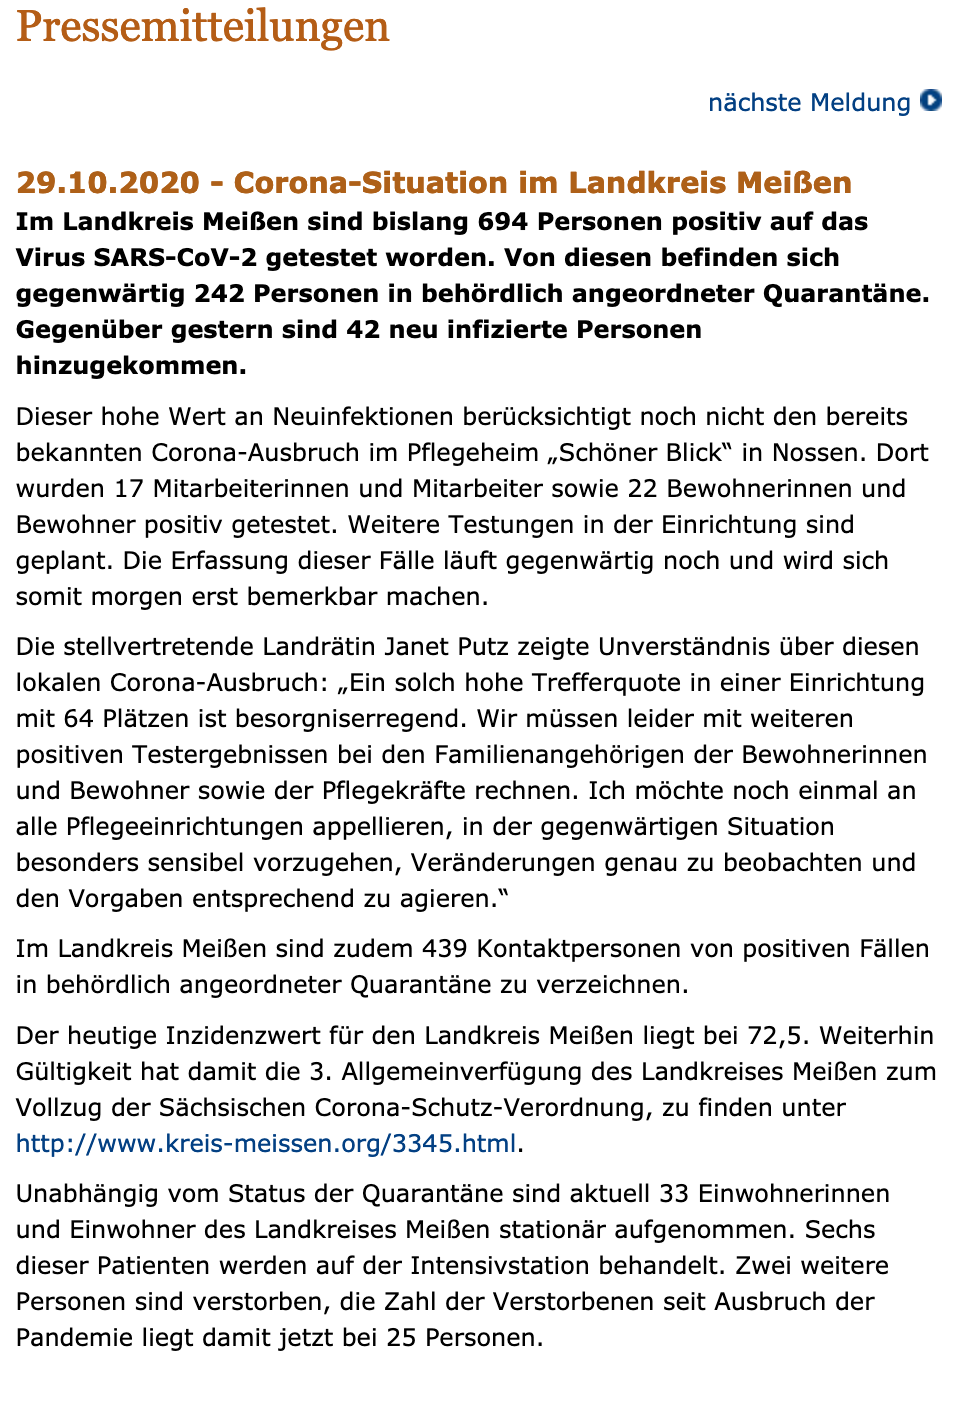 Pressemitteilungen
nächste Meldung
29.10.2020 - Corona-Situation im Landkreis Meißen
Im Landkreis Meißen sind bislang 694 Personen positiv auf das
Virus SARS-CoV-2 getestet worden. Von diesen befinden sich
gegenwärtig 242 Personen in behördlich angeordneter Quarantäne.
Gegenüber gestern sind 42 neu infizierte Personen
hinzugekommen.
Dieser hohe Wert an Neuinfektionen berücksichtigt noch nicht den bereits
bekannten Corona-Ausbruch im Pflegeheim „Schöner Blick“ in Nossen. Dort
wurden 17 Mitarbeiterinnen und Mitarbeiter sowie 22 Bewohnerinnen und
Bewohner positiv getestet. Weitere Testungen in der Einrichtung sind
geplant. Die Erfassung dieser Fälle läuft gegenwärtig noch und wird sich
somit morgen erst bemerkbar machen.
Die stellvertretende Landrätin Janet Putz zeigte Unverständnis über diesen
lokalen Corona-Ausbruch: „Ein solch hohe Trefferquote in einer Einrichtung
mit 64 Plätzen ist besorgniserregend. Wir müssen leider mit weiteren
positiven Testergebnissen bei den Familienangehörigen der Bewohnerinnen
und Bewohner sowie der Pflegekräfte rechnen. Ich möchte noch einmal an
alle Pflegeeinrichtungen appellieren, in der gegenwärtigen Situation
besonders sensibel vorzugehen, Veränderungen genau zu beobachten und
den Vorgaben entsprechend zu agieren.“
Im Landkreis Meißen sind zudem 439 Kontaktpersonen von positiven Fällen
in behördlich angeordneter Quarantäne zu verzeichnen.
Der heutige Inzidenzwert für den Landkreis Meißen liegt bei 72,5. Weiterhin
Gültigkeit hat damit die 3. Allgemeinverfügung des Landkreises Meißen zum
Vollzug der Sächsischen Corona-Schutz-Verordnung, zu finden unter
http://www.kreis-meissen.org/3345.html.
Unabhängig vom Status der Quarantäne sind aktuell 33 Einwohnerinnen
und Einwohner des Landkreises Meißen stationär aufgenommen. Sechs
dieser Patienten werden auf der Intensivstation behandelt. Zwei weitere
Personen sind verstorben, die Zahl der Verstorbenen seit Ausbruch der
Pandemie liegt damit jetzt bei 25 Personen.